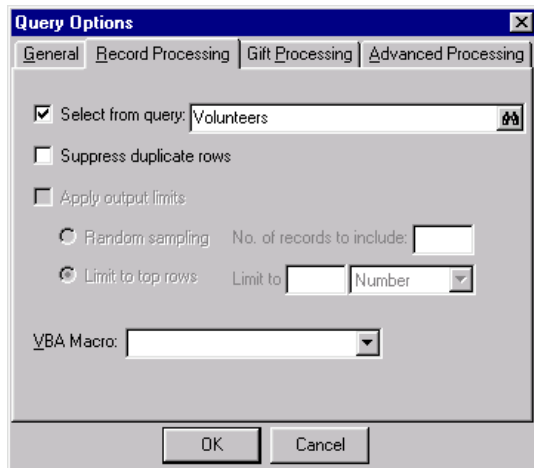 Query Options
General Record Processing Gift Processing Advanced Processing
Select from query: Volunteers
Suppress duplicate rows
Apply output limits
Random sampling No. of records to include:
Limit to top rows Limit to Number
VBA Macro:
OK Cancel